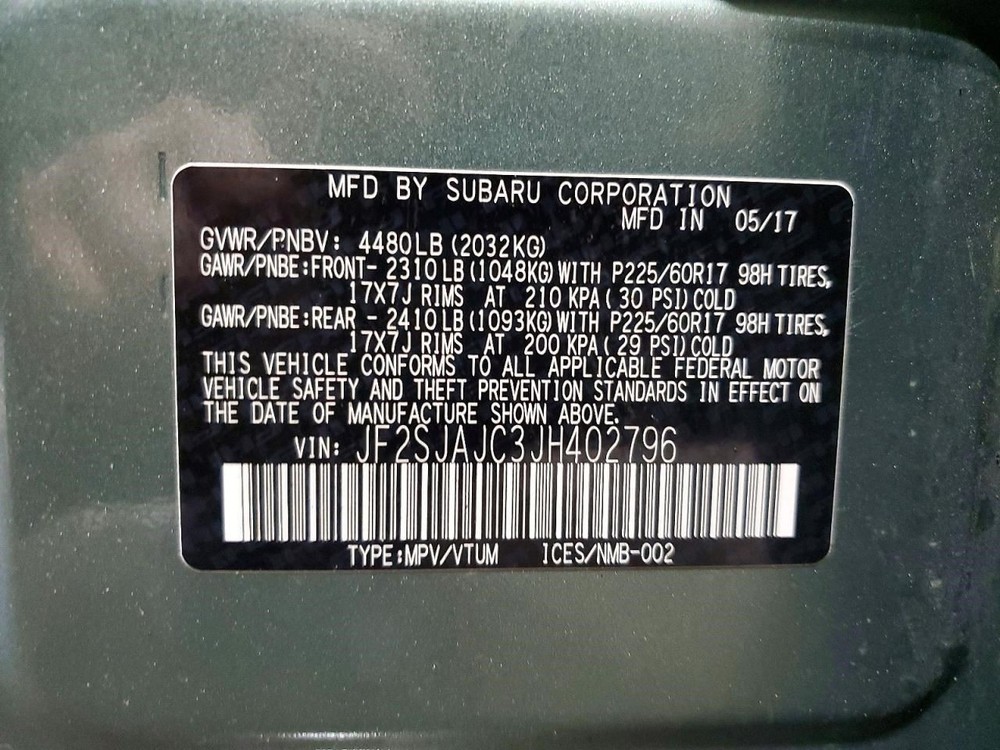 MFD BY SUBARU CORPORATION
MFD IN 05/17
GVWR/PNBV: 4480LB(2032KG)
GAWR/PNBE:FRONT- 2310LB(1048KG)WITH P225/60R17 98H TIRES,
17X7J RIMS AT 210 KPA( 30 PSI)COLD
GAWR/PNBE:REAR - 2410LB(1093KG)WITH P225/60R17 98H TIRES,
17X7J RIMS AT 200 KPA( 29 PSI)COLD
THIS VEHICLE CONFORMS TO ALL APPLICABLE FEDERAL MOTOR
VEHICLE SAFETY AND THEFT PREVENTION STANDARDS IN EFFECT ON
THE DATE OF MANUFACTURE SHOWN ABOVE.
VIN: JF2SJAJC3JH402796
TYPE:MPV/VTUM ICES/NMB-002